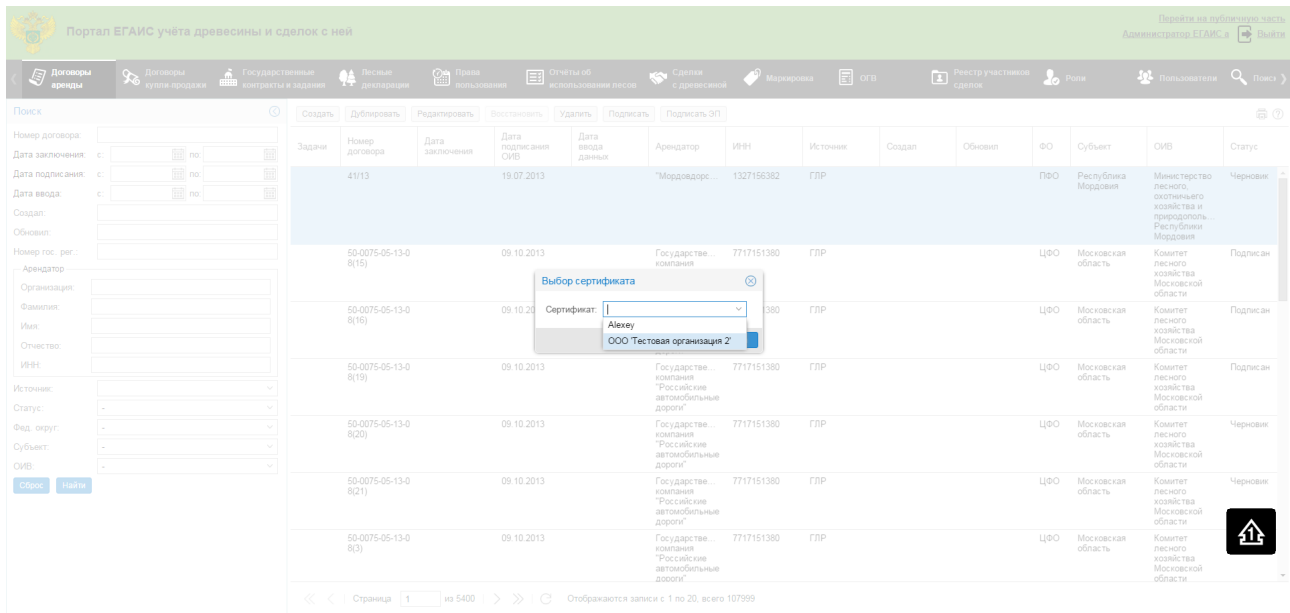 Портал ЕГАИС учёта древесины и сделок с ней
Перейти на публичную часть
Администратор ЕГАИС а Выйти
Договоры аренды
Договоры купли продажи
Государственные контракты и задания
Лесные декларации
Права пользования
Отчёты об использовании лесов
Сделки с древесиной
Маркировка
ОГВ
Реестр участников сделок
Роли
Пользователи
Поиск
Поиск
Создать Дублировать Редактировать Восстановить Удалить Подписать Подписать ЭП
Номер договора:
Дата заключения: с: по:
Дата подписания: с: по:
Дата ввода: с: по:
Создал:
Обновил:
Номер гос. рег.:
Арендатор
Организация:
Фамилия:
Имя:
Отчество:
ИНН:
Источник:
Статус: -
Фед. округ: -
Субъект: -
ОИВ: -
Сброс Найти
Задачи
Номер договора
Дата заключения
Дата подписания ОИВ
Дата ввода данных
Арендатор
ИНН
Источник
Создал
Обновил
ФО
Субъект
ОИВ
Статус
41/13 19.07.2013 "Мордовдорс... 1327156382 ГЛР ПФО Республика Черновик
Мордовия
Министерство
лесного,
охотничьего
хозяйства и
природополь...
Республики
Мордовия
50-0075-05-13-0 09.10.2013 Государстве... 7717151380 ГЛР ЦФО Московская Комитет Подписан
8(15) компания область лесного
хозяйства
Московской
области
Выбор сертификата
Сертификат:
Alexey
ООО 'Тестовая организация 2'
50-0075-05-13-0 09.10.20 380 ГЛР ЦФО Московская Комитет Подписан
8(16) область лесного
хозяйства
Московской
области
50-0075-05-13-0 09.10.2013 Государстве... 7717151380 ГЛР ЦФО Московская Комитет Подписан
8(19) компания область лесного
"Российские хозяйства
автомобильные Московской
дороги" области
50-0075-05-13-0 09.10.2013 Государстве... 7717151380 ГЛР ЦФО Московская Комитет Черновик
8(20) компания область лесного
"Российские хозяйства
автомобильные Московской
дороги" области
50-0075-05-13-0 09.10.2013 Государстве... 7717151380 ГЛР ЦФО Московская Комитет Черновик
8(21) компания область лесного
"Российские хозяйства
автомобильные Московской
дороги" области
50-0075-05-13-0 09.10.2013 Государстве... 7717151380 ГЛР ЦФО Московская Комитет
8(3) компания область лесного
"Российские хозяйства
автомобильные Московской
дороги" области
Страница 1 из 5400 Отображаются записи с 1 по 20, всего 107999